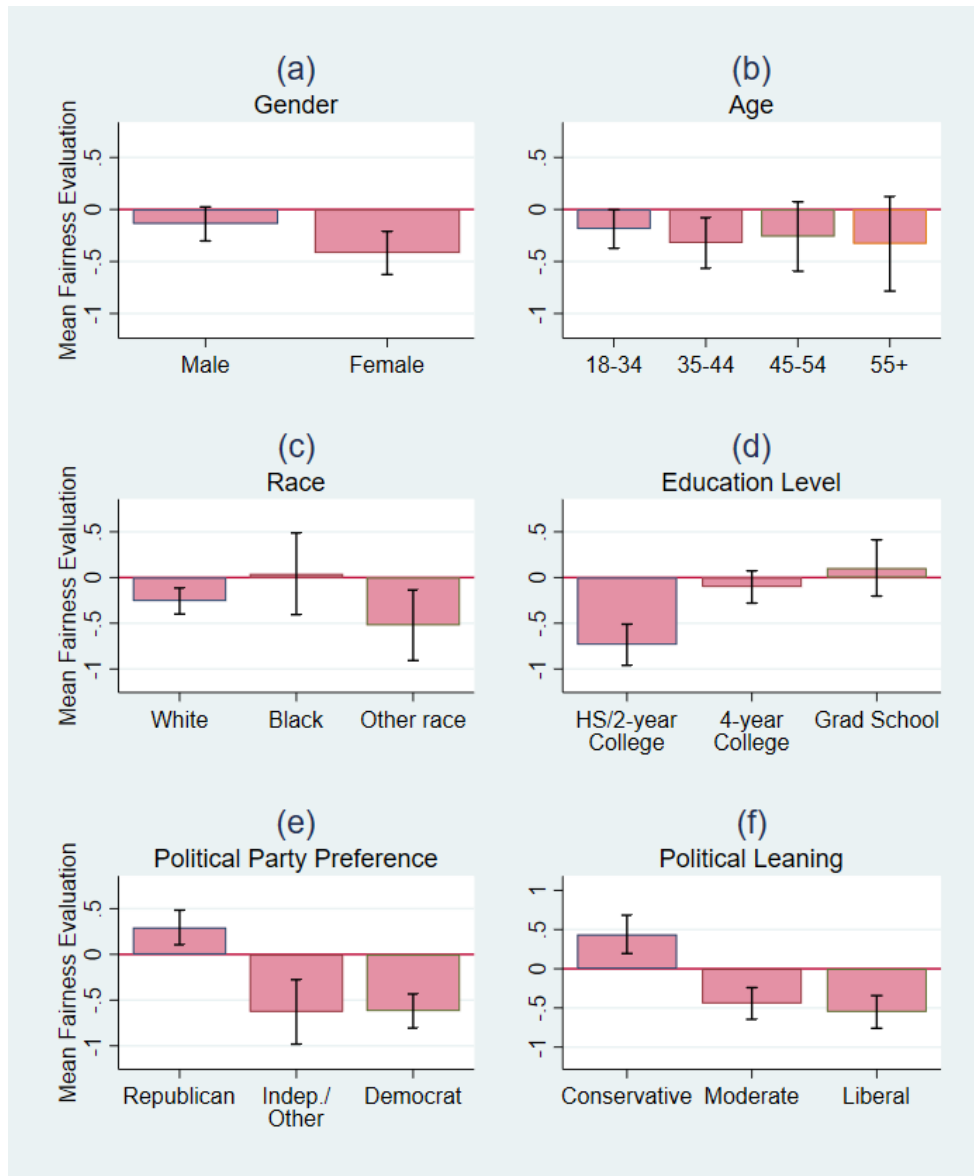 (a)
Gender
Mean Fairness Evaluation
.5
0
-.5
-1
Male Female
(b)
Age
.5
0
-.5
-1
18-34 35-44 45-54 55+
(c)
Race
Mean Fairness Evaluation
.5
0
-.5
-1
White Black Other race
(d)
Education Level
.5
0
-.5
-1
HS/2-year 4-year Grad School
College College
(e)
Political Party Preference
Mean Fairness Evaluation
.5
0
-.5
-1
Republican Indep./ Democrat
Other
(f)
Political Leaning
1
.5
0
-.5
-1
Conservative Moderate Liberal